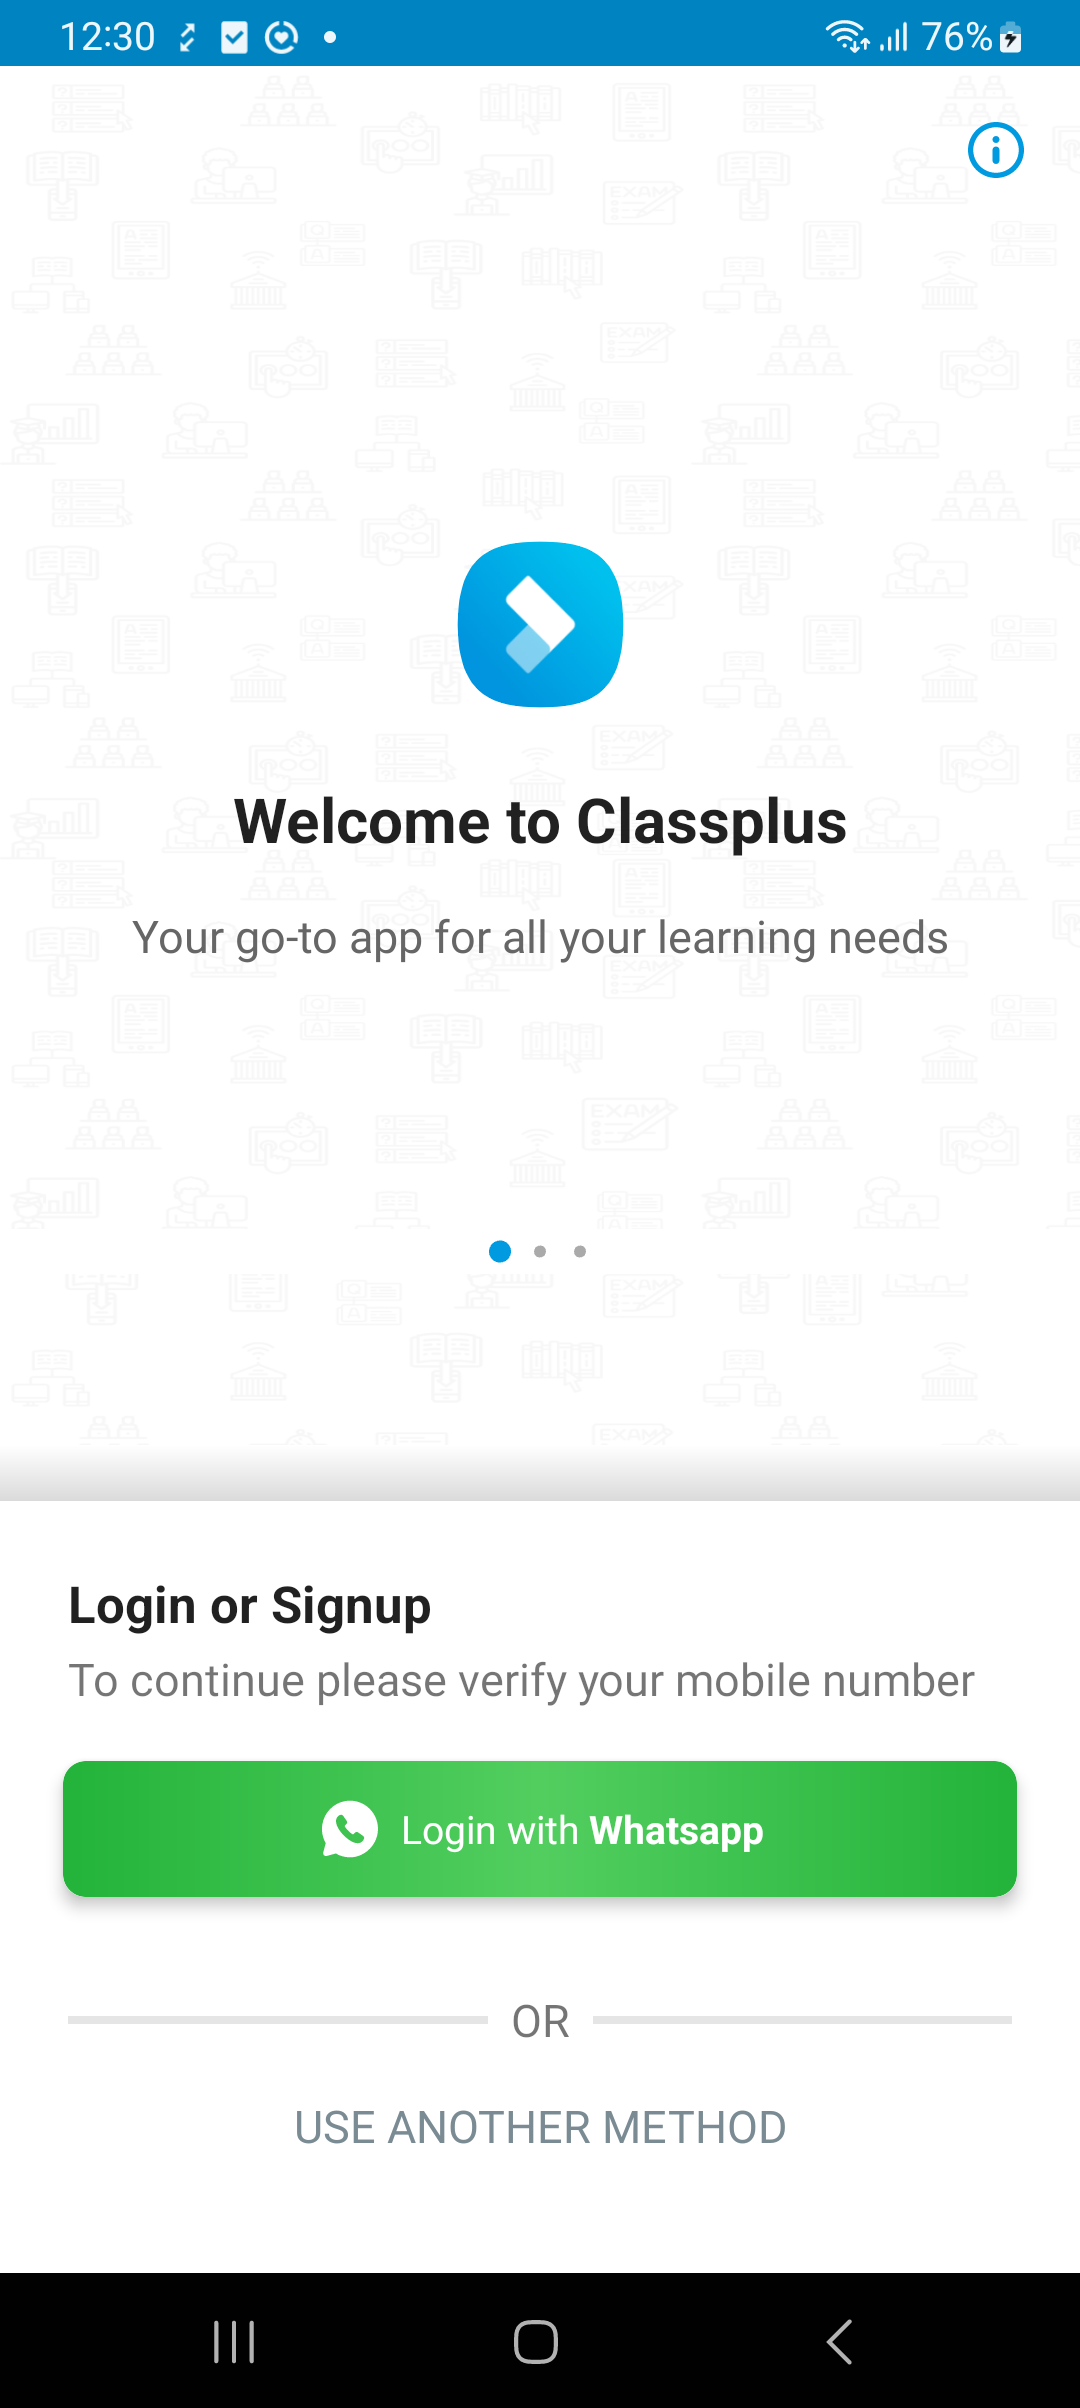 12:30
76%
Welcome to Classplus
Your go-to app for all your learning needs
Login or Signup
To continue please verify your mobile number
Login with Whatsapp
OR
USE ANOTHER METHOD